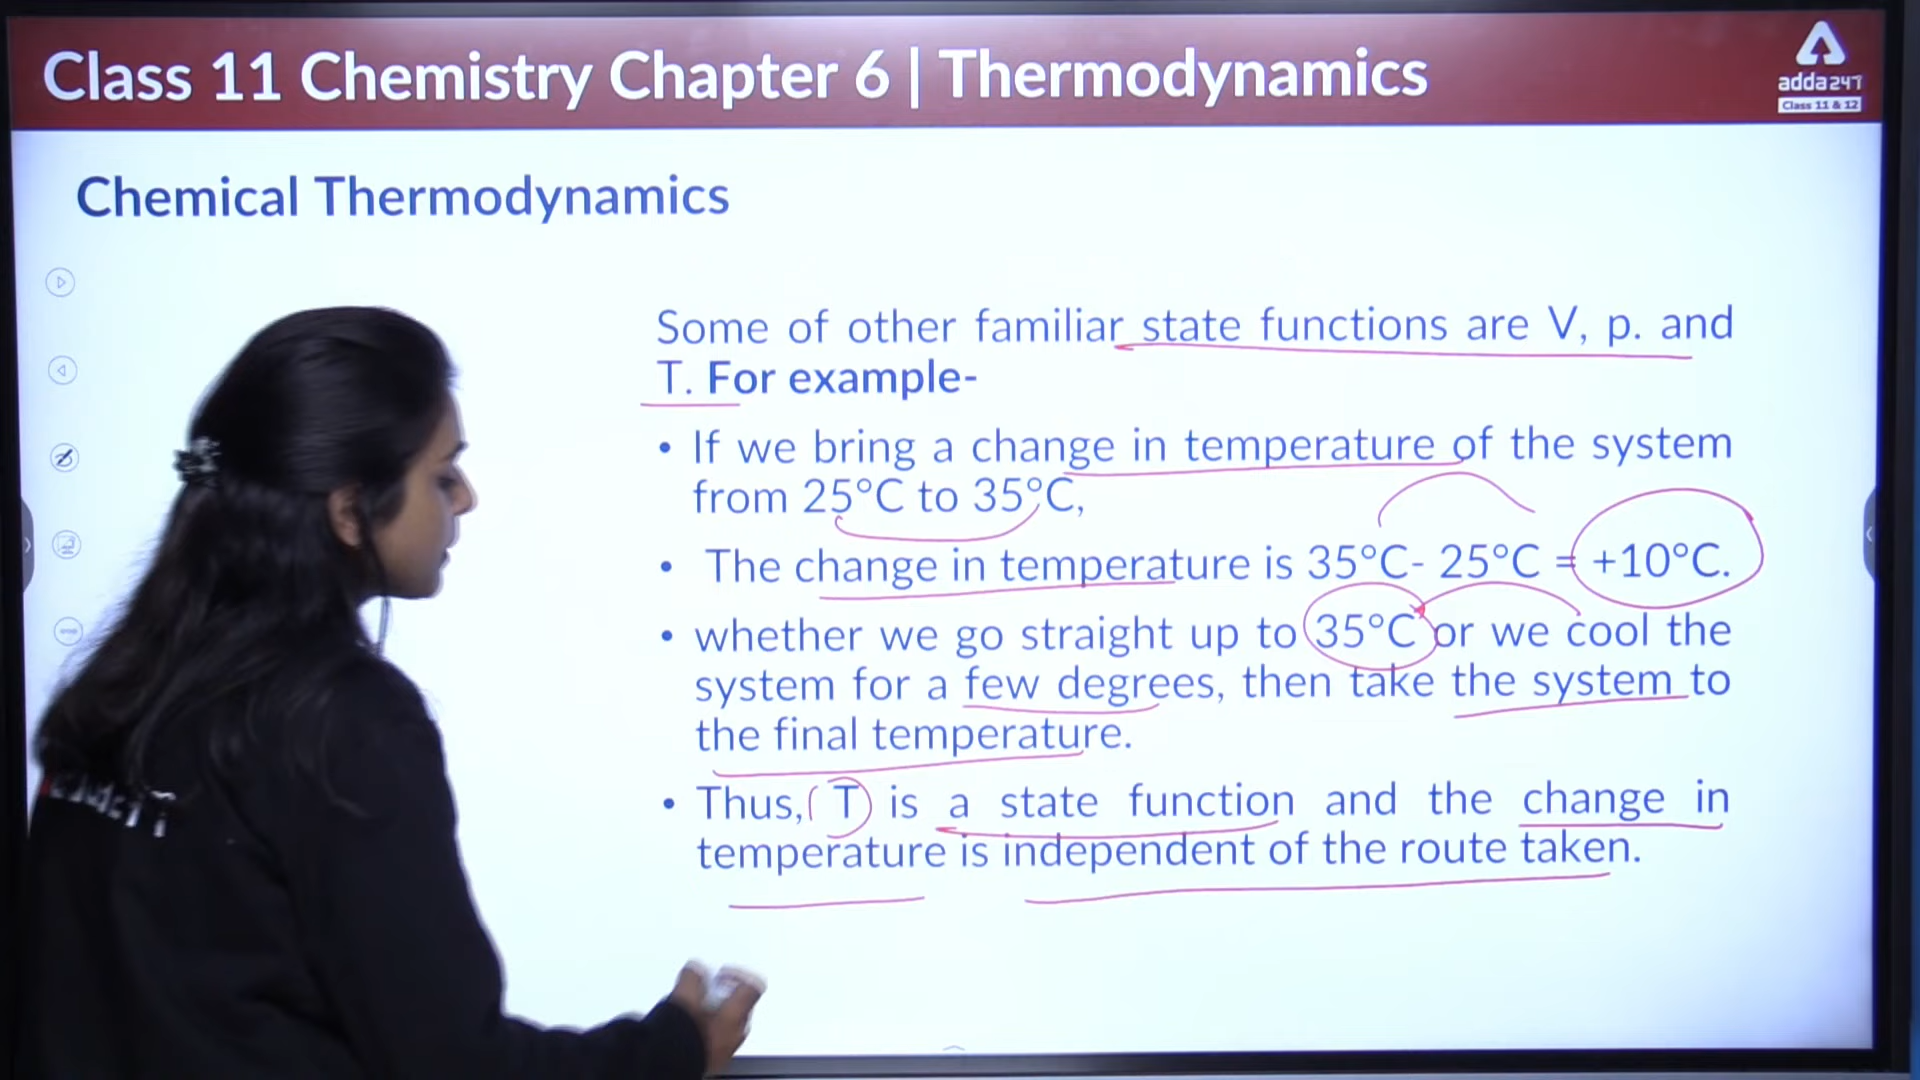 Class 11 Chemistry Chapter 6 | Thermodynamics
adda247
Class 11 & 12
Chemical Thermodynamics
Some of other familiar state functions are V, p. and
T. For example-
• If we bring a change in temperature of the system
from 25°C to 35°C,
• The change in temperature is 35°C- 25°C = +10°C.
• whether we go straight up to 35°C or we cool the
system for a few degrees, then take the system to
the final temperature.
• Thus, T is a state function and the change in
temperature is independent of the route taken.